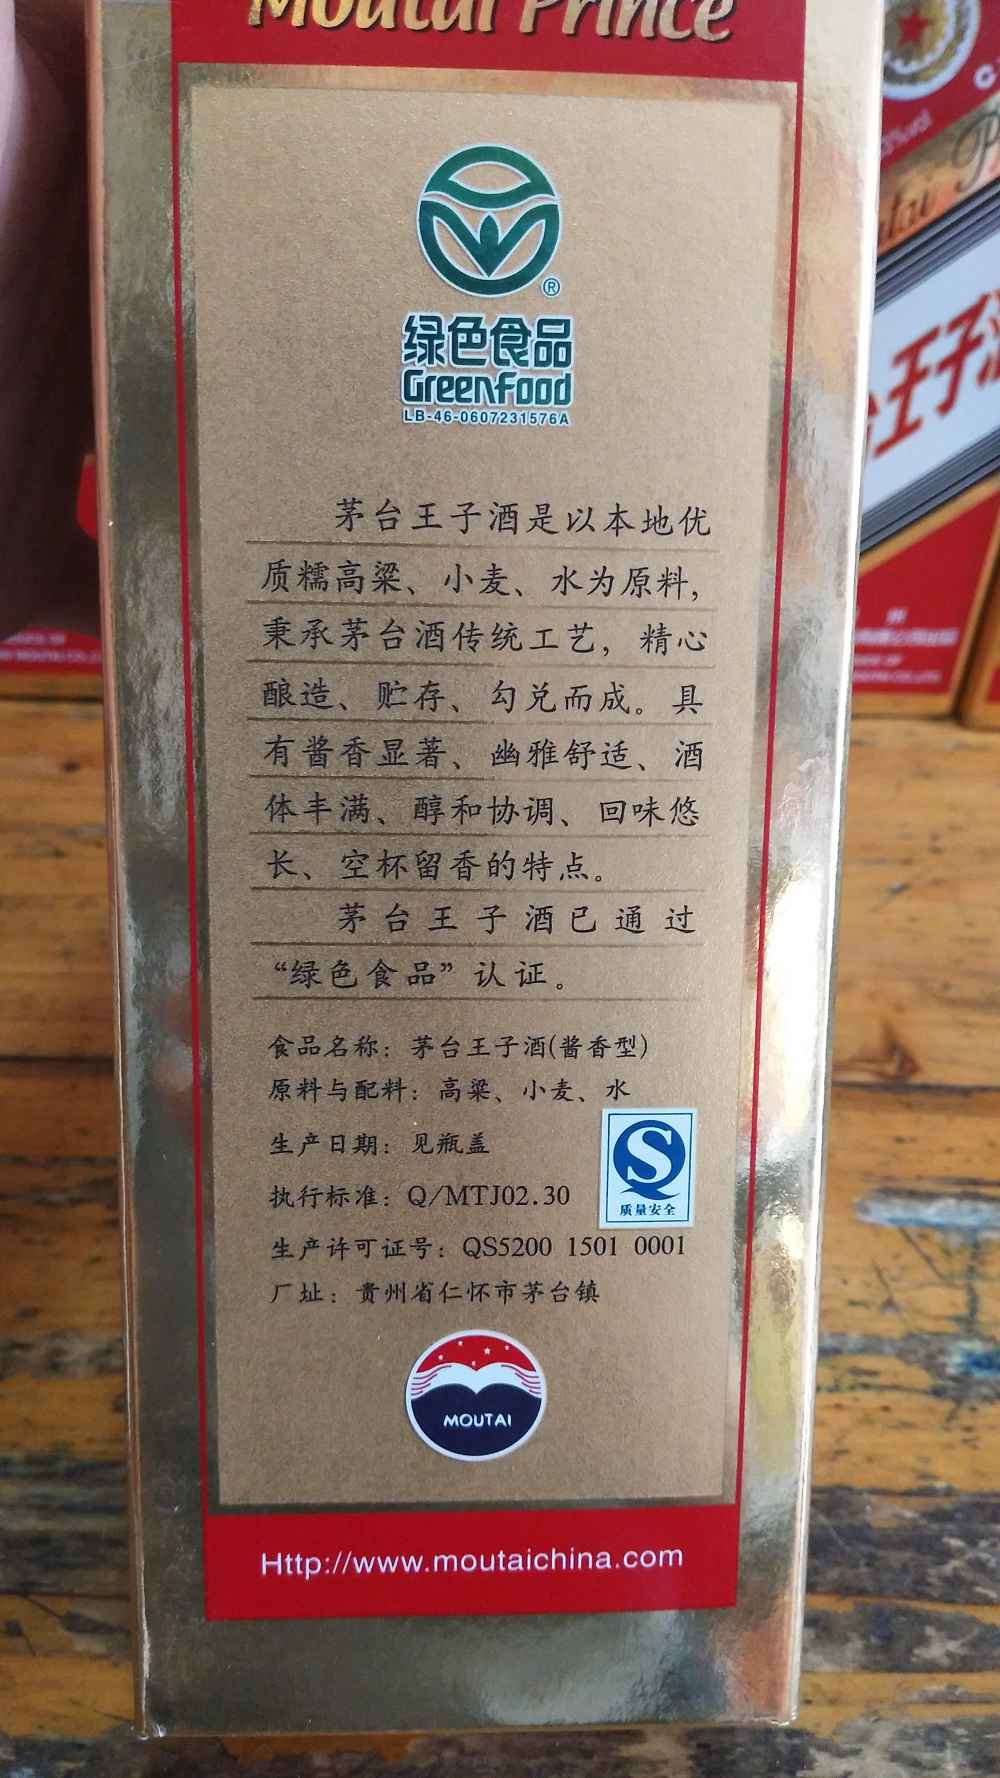 Moutai Prince
绿色食品
Greenfood
LB-46-0607231576A
茅台王子酒是以本地优
质糯高粱、小麦、水为原料,
秉承茅台酒传统工艺，精心
酿造、贮存、勾兑而成。具
有酱香显著、幽雅舒适、酒
体丰满、醇和协调、回味悠
长、空杯留香的特点。
茅台王子酒已通过
“绿色食品”认证。
食品名称：茅台王子酒(酱香型)
原料与配料：高粱、小麦、水
生产日期：见瓶盖
执行标准：Q/MTJ02.30
质量安全
生产许可证号：QS5200 1501 0001
厂址：贵州省仁怀市茅台镇
MOUTAI
Http://www.moutaichina.com
王子